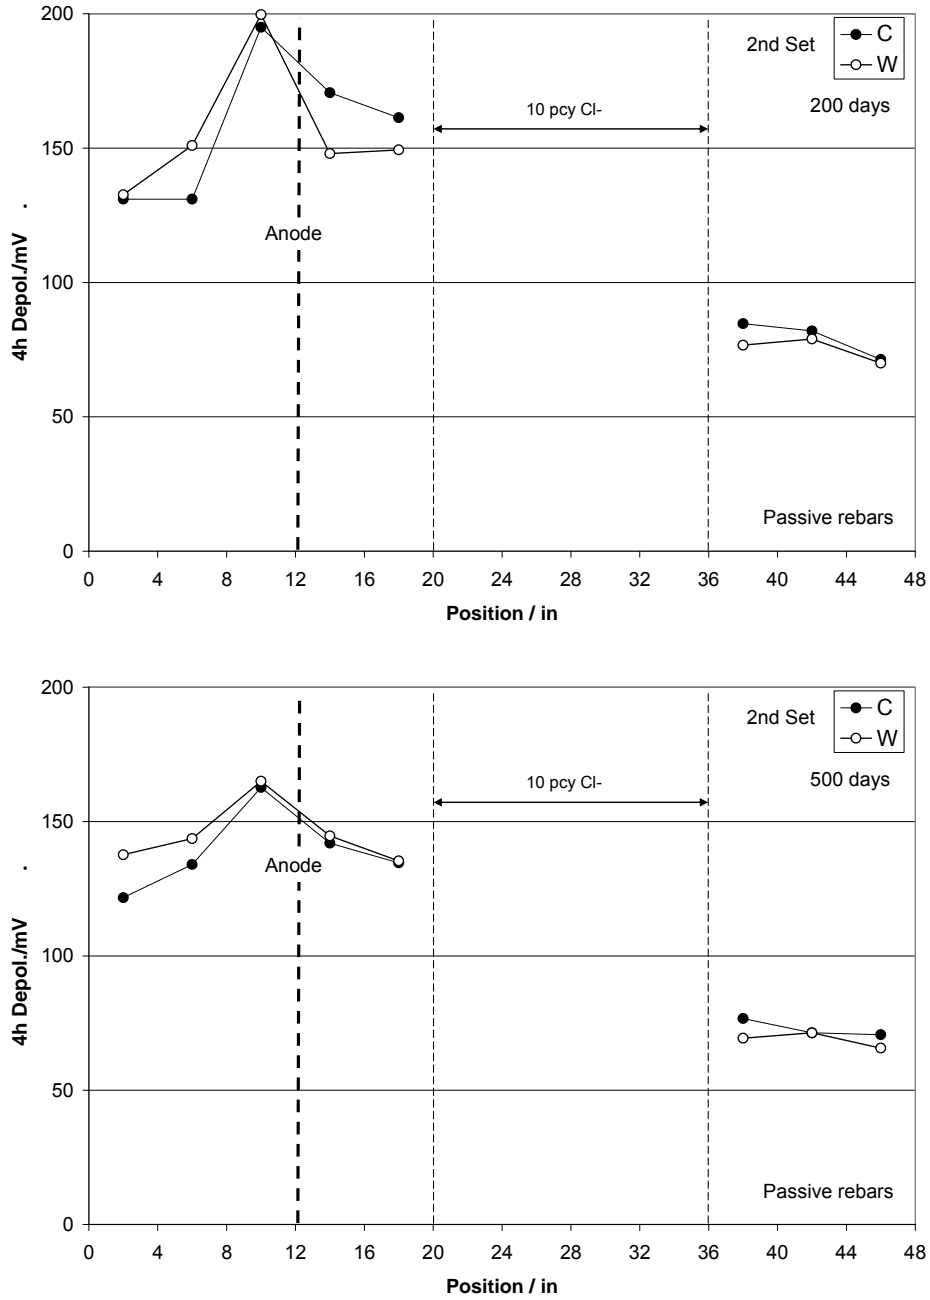 200
150
100
50
0
4h Depol./mV .
2nd Set
C
W
200 days
10 pcy Cl-
Anode
Passive rebars
0 4 8 12 16 20 24 28 32 36 40 44 48
Position / in
200
150
100
50
0
4h Depol./mV .
2nd Set
C
W
500 days
10 pcy Cl-
Anode
Passive rebars
0 4 8 12 16 20 24 28 32 36 40 44 48
Position / in